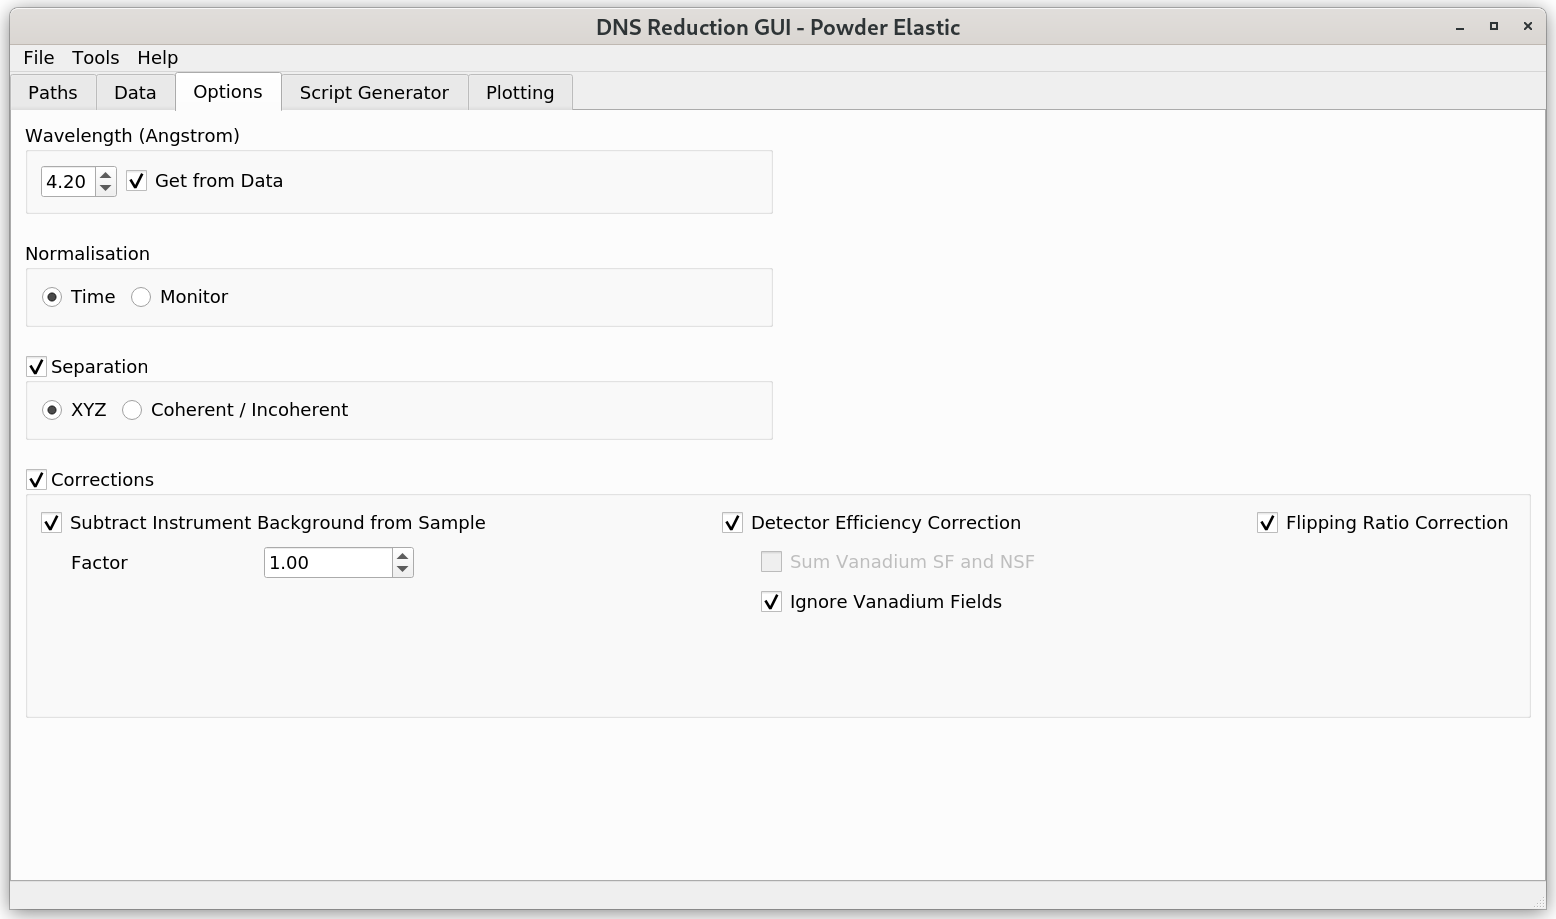 DNS Reduction GUI - Powder Elastic
File Tools Help
Paths Data Options Script Generator Plotting
Wavelength (Angstrom)
4.20 Get from Data
Normalisation
Time Monitor
Separation
XYZ Coherent / Incoherent
Corrections
Subtract Instrument Background from Sample Detector Efficiency Correction Flipping Ratio Correction
Factor 1.00 Sum Vanadium SF and NSF
Ignore Vanadium Fields